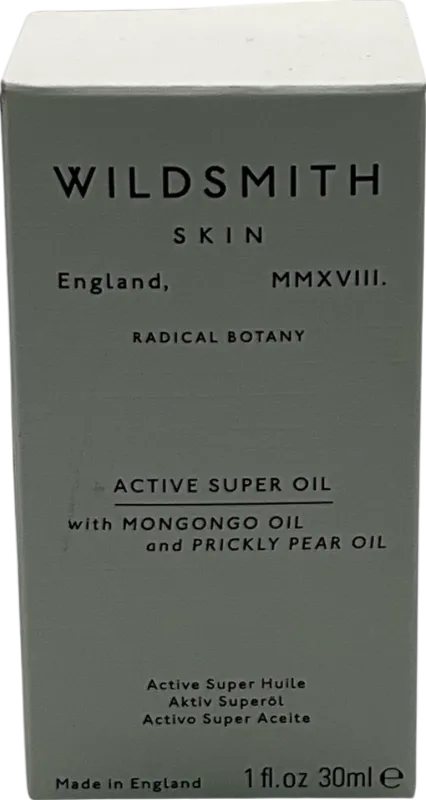 WILDSMITH
SKIN
England, MMXVIII.
RADICAL BOTANY
ACTIVE SUPER OIL
with MONGONGO OIL
and PRICKLY PEAR OIL
Active Super Huile
Aktiv Superöl
Activo Super Aceite
Made in England 1 fl.oz 30ml ℮